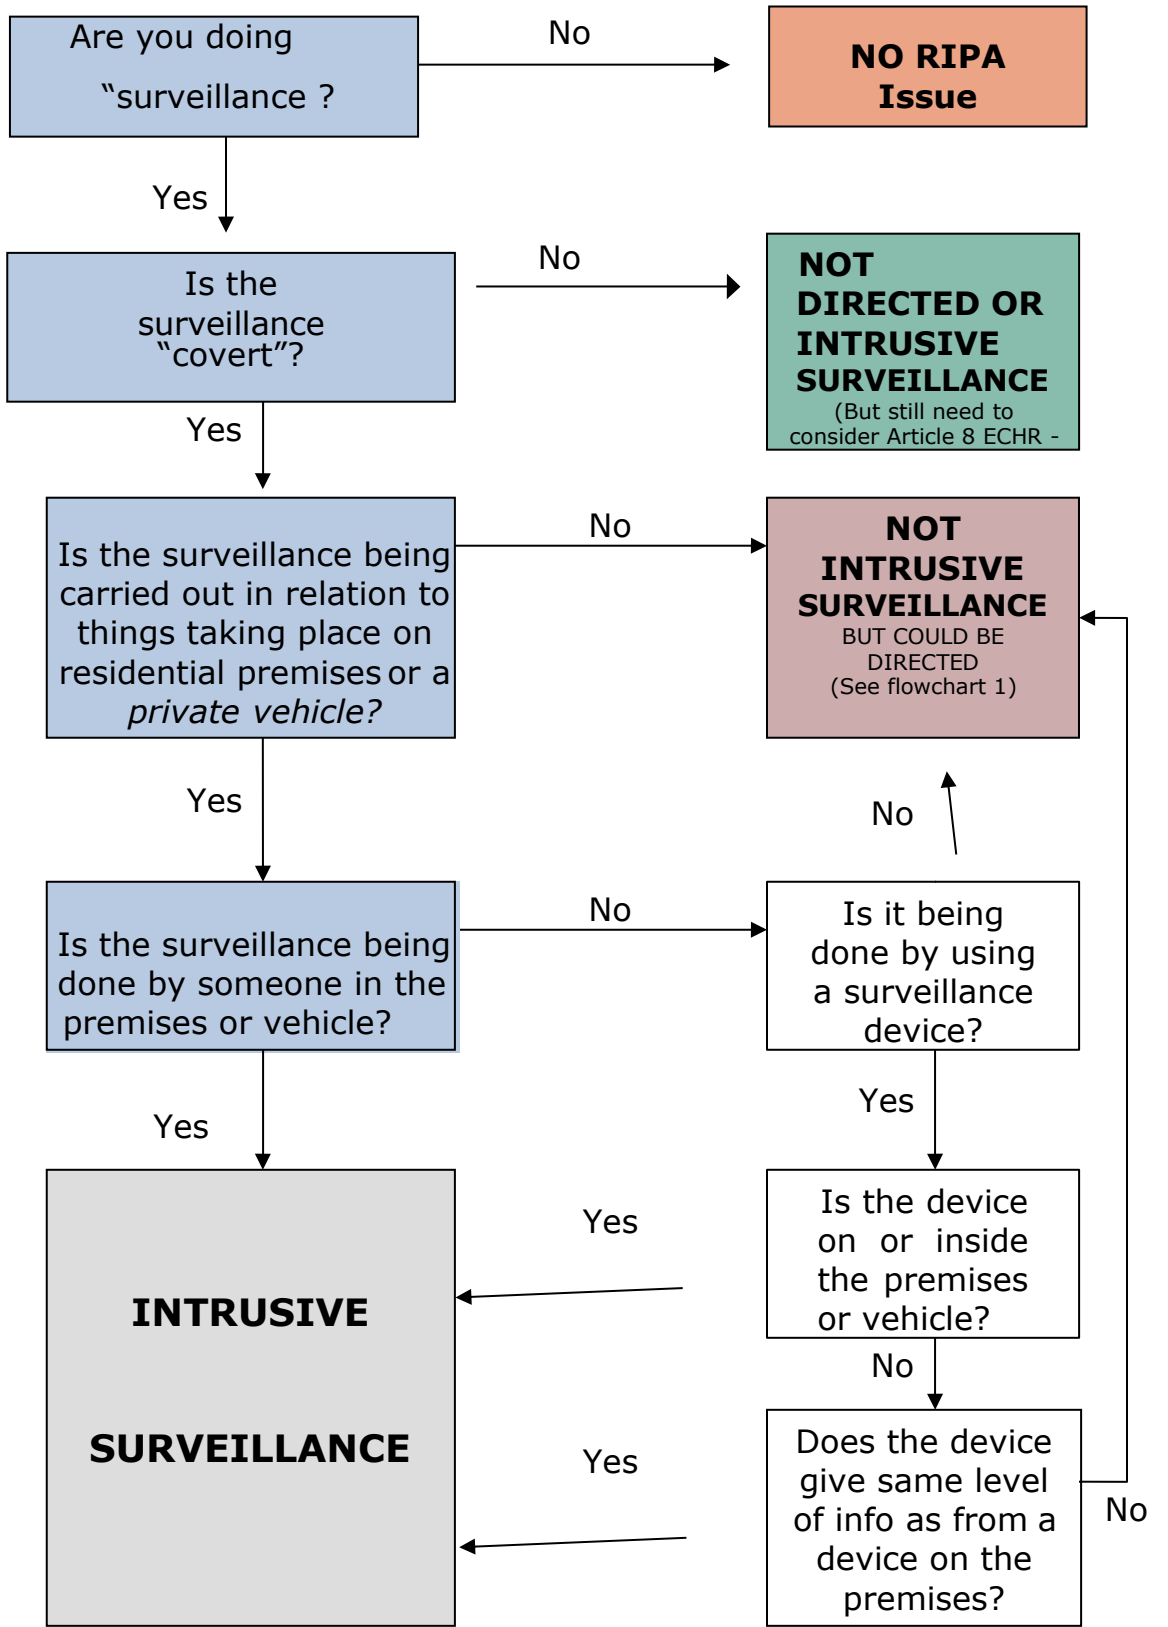 Are you doing
“surveillance ?
No
NO RIPA
Issue
Yes
Is the
surveillance
“covert”?
No
NOT
DIRECTED OR
INTRUSIVE
SURVEILLANCE
(But still need to
consider Article 8 ECHR -
Yes
Is the surveillance being
carried out in relation to
things taking place on
residential premises or a
private vehicle?
No
NOT
INTRUSIVE
SURVEILLANCE
BUT COULD BE
DIRECTED
(See flowchart 1)
Yes
No
Is the surveillance being
done by someone in the
premises or vehicle?
No
Is it being
done by using
a surveillance
device?
Yes
Yes
INTRUSIVE
SURVEILLANCE
Yes
Is the device
on or inside
the premises
or vehicle?
No
Yes
Does the device
give same level
of info as from a
device on the
premises?
No